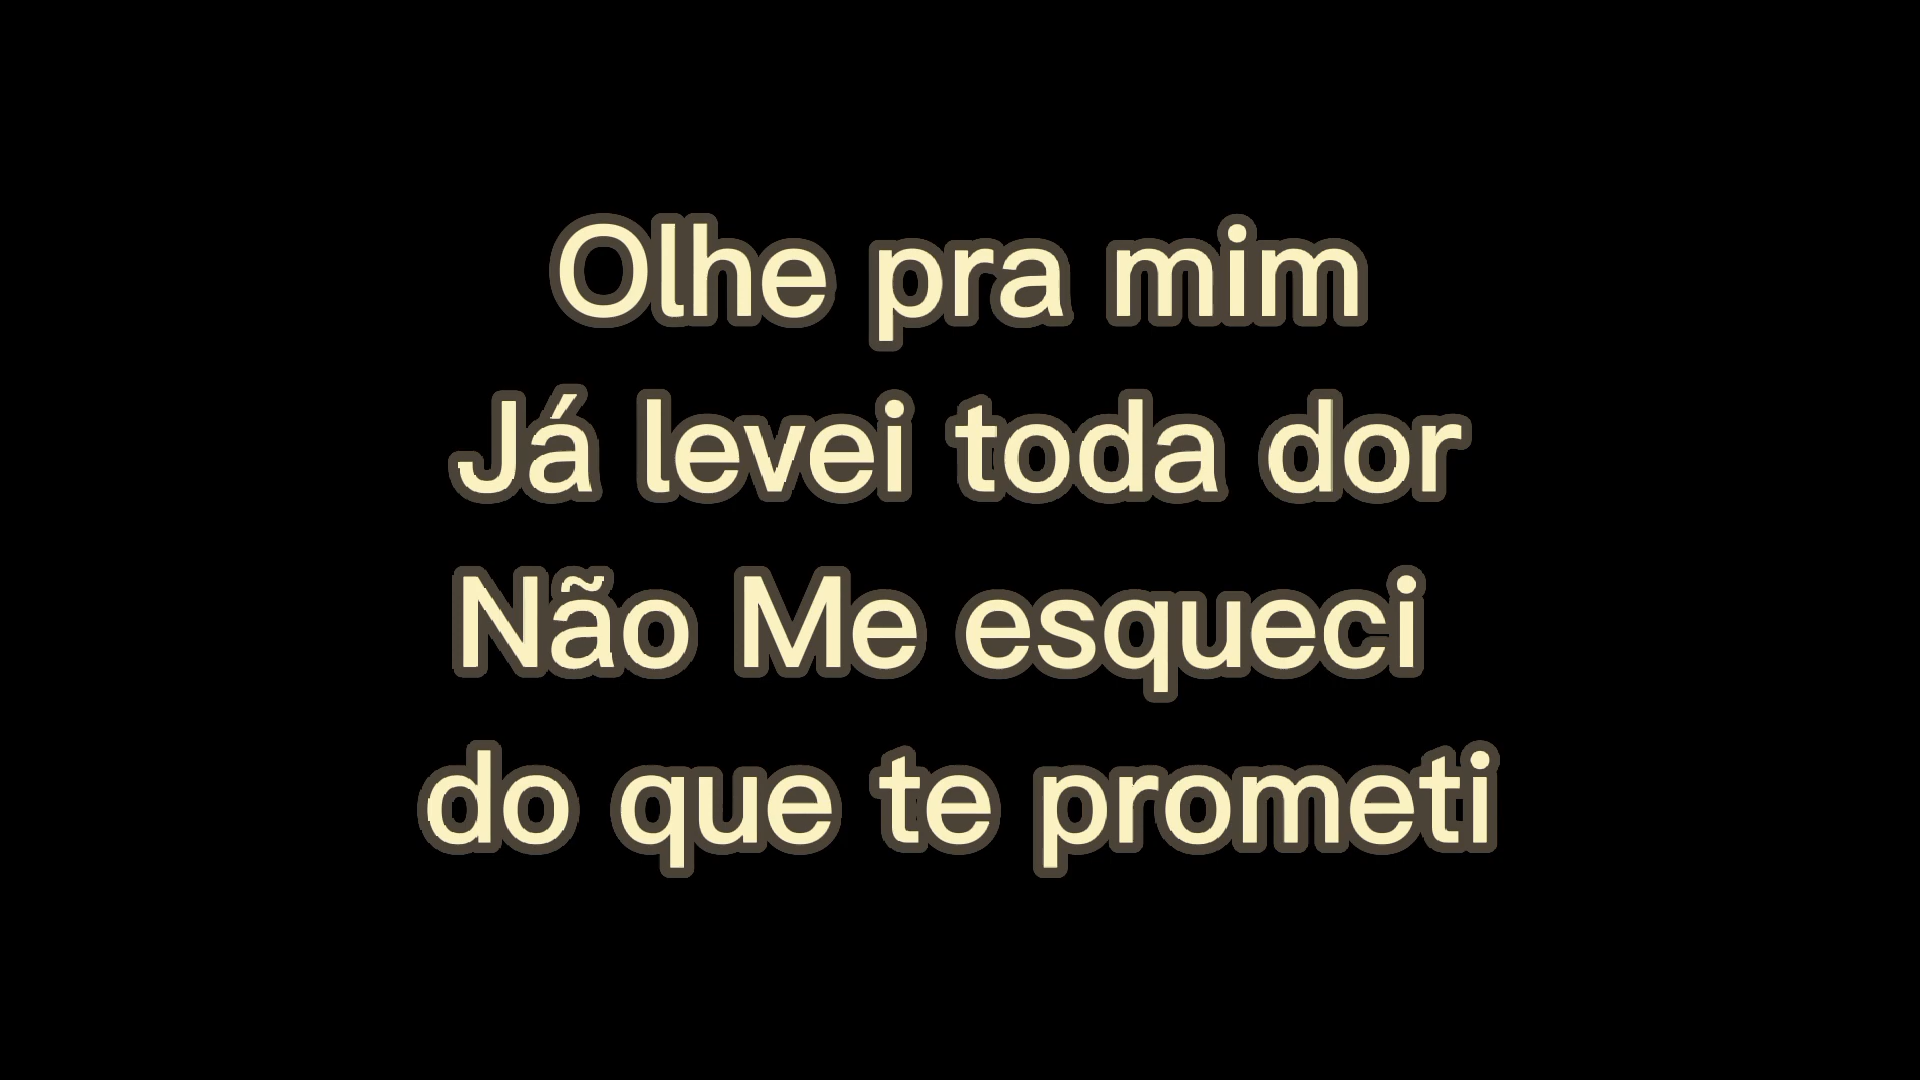 Olhe pra mim
Já levei toda dor
Não Me esqueci
do que te prometi